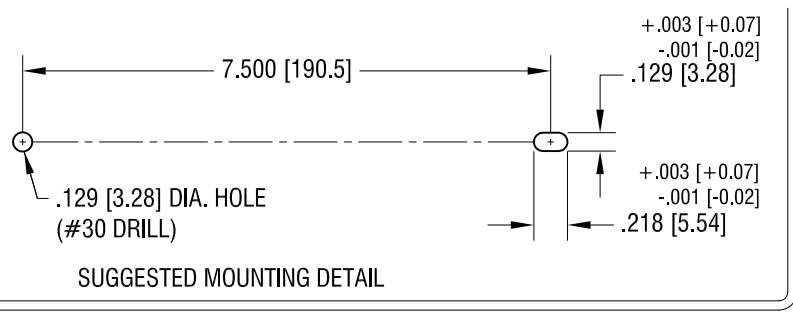 +.003 [+0.07]
-.001 [-0.02]
7.500 [190.5]
.129 [3.28]
.129 [3.28] DIA. HOLE
(#30 DRILL)
+.003 [+0.07]
-.001 [-0.02]
.218 [5.54]
SUGGESTED MOUNTING DETAIL